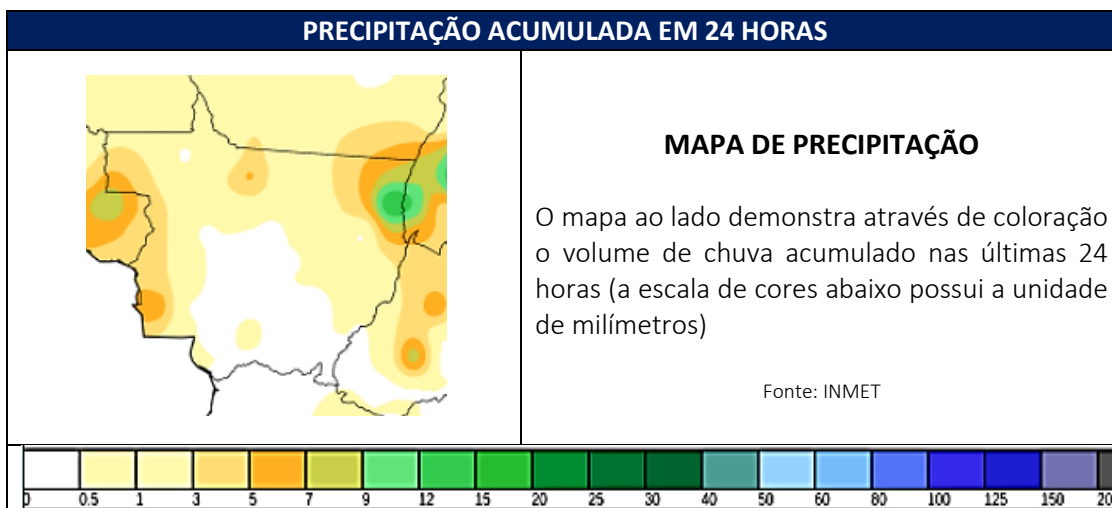 PRECIPITAÇÃO ACUMULADA EM 24 HORAS
MAPA DE PRECIPITAÇÃO
O mapa ao lado demonstra através de coloração
o volume de chuva acumulado nas últimas 24
horas (a escala de cores abaixo possui a unidade
de milímetros)
Fonte: INMET
0 0.5 1 3 5 7 9 12 15 20 25 30 40 50 60 80 100 125 150 20